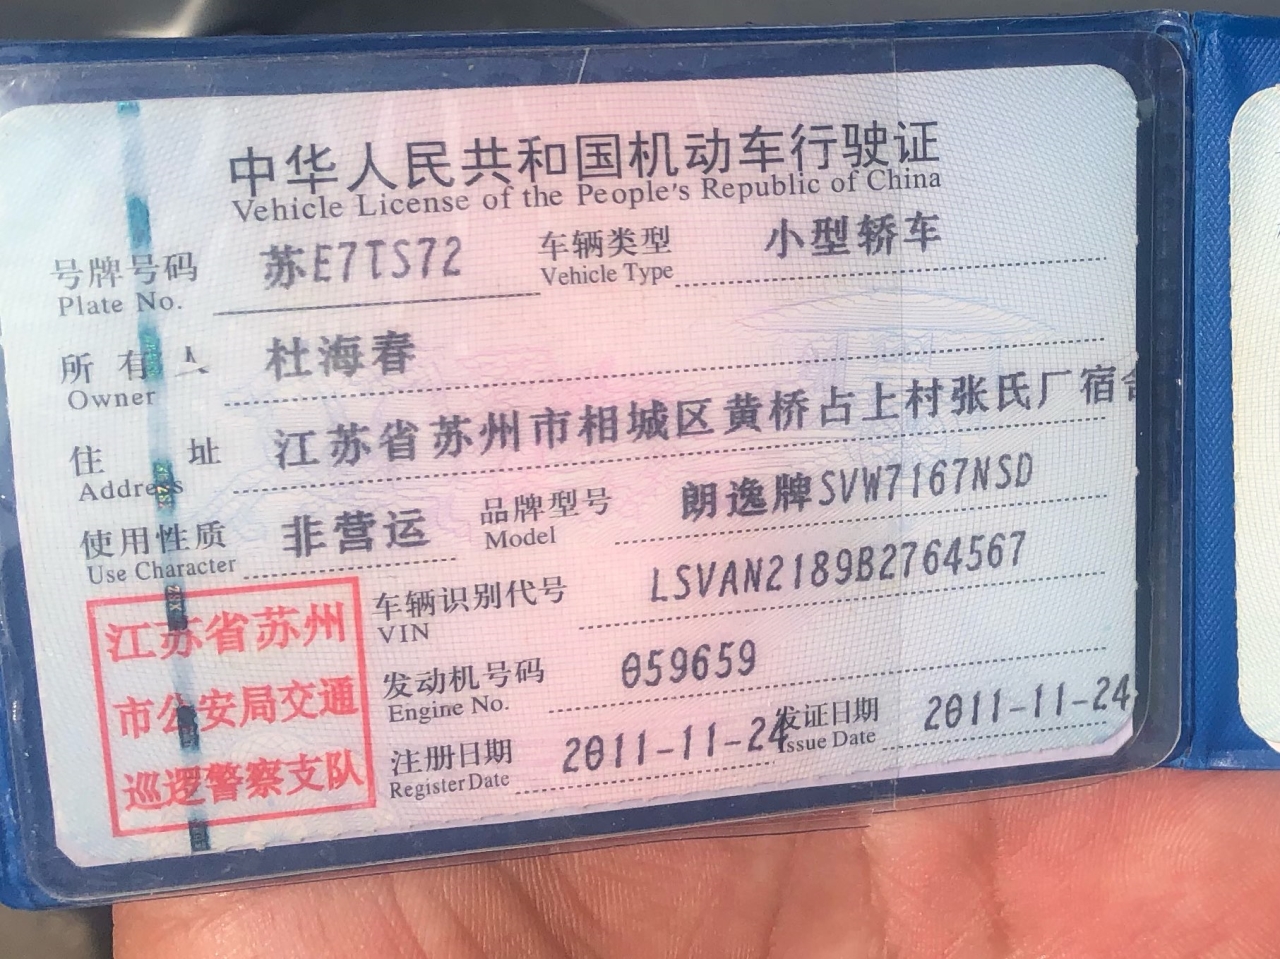 中华人民共和国机动车行驶证
Vehicle License of the People's Republic of China
号牌号码 苏E7TS72 车辆类型 小型轿车
Plate No. Vehicle Type
所有人 杜海春
Owner
住址 江苏省苏州市相城区黄桥占上村张氏厂宿舍
Address
使用性质 非营运 品牌型号 朗逸牌SVW7167NSD
Use Character Model
车辆识别代号 LSVAN2189B2764567
VIN
发动机号码 059659
Engine No.
注册日期 2011-11-24 发证日期 2011-11-24
Register Date Issue Date
江苏省苏州
市公安局交通
巡逻警察支队